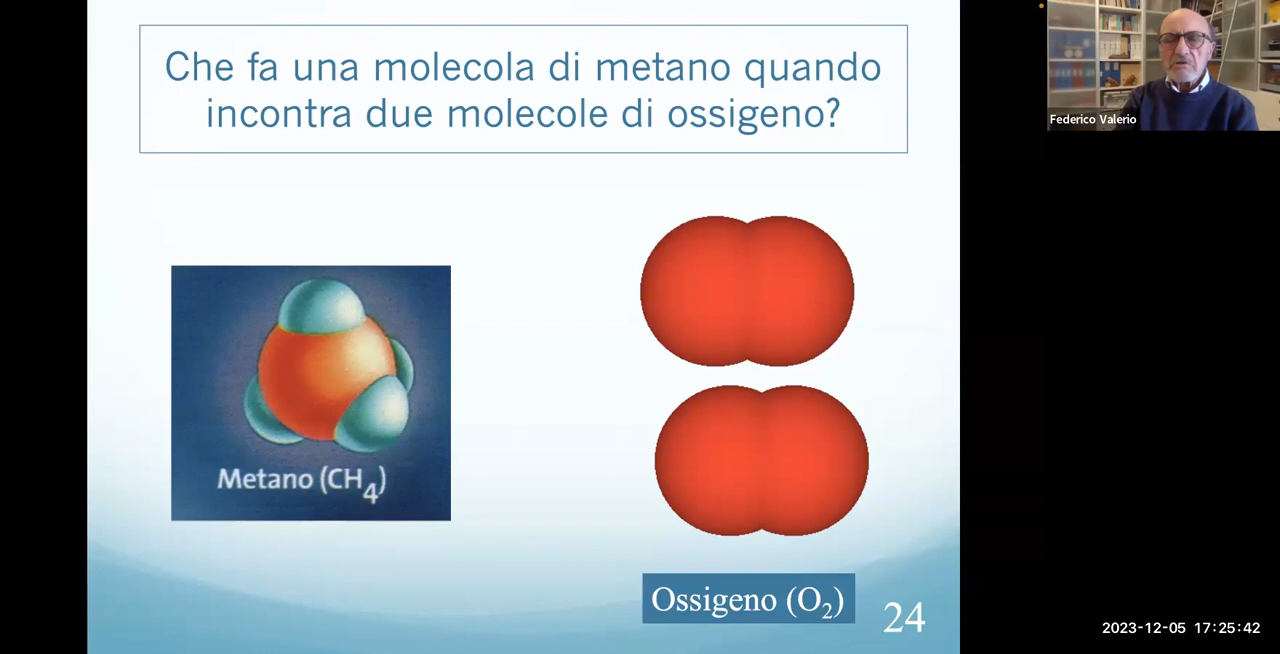 Che fa una molecola di metano quando
incontra due molecole di ossigeno?
Federico Valerio
Metano (CH4)
Ossigeno (O2)
24
2023-12-05 17:25:42